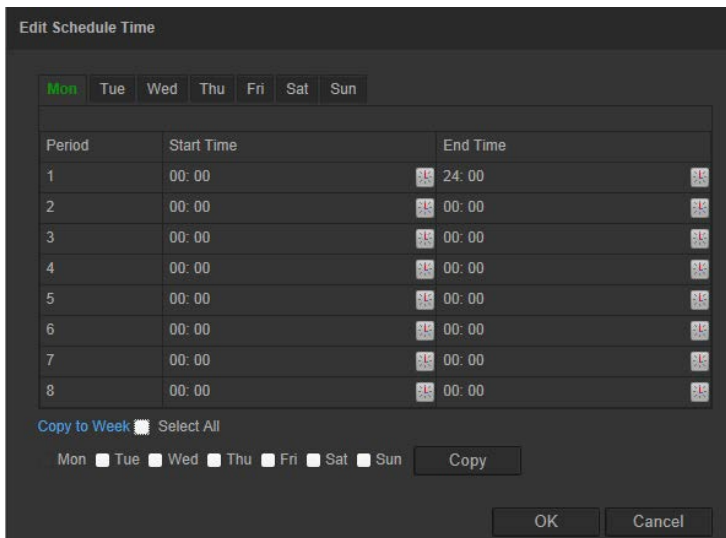 Edit Schedule Time
Mon Tue Wed Thu Fri Sat Sun
Period Start Time End Time
1 00: 00 24: 00
2 00: 00 00: 00
3 00: 00 00: 00
4 00: 00 00: 00
5 00: 00 00: 00
6 00: 00 00: 00
7 00: 00 00: 00
8 00: 00 00: 00
Copy to Week Select All
Mon Tue Wed Thu Fri Sat Sun Copy
OK Cancel